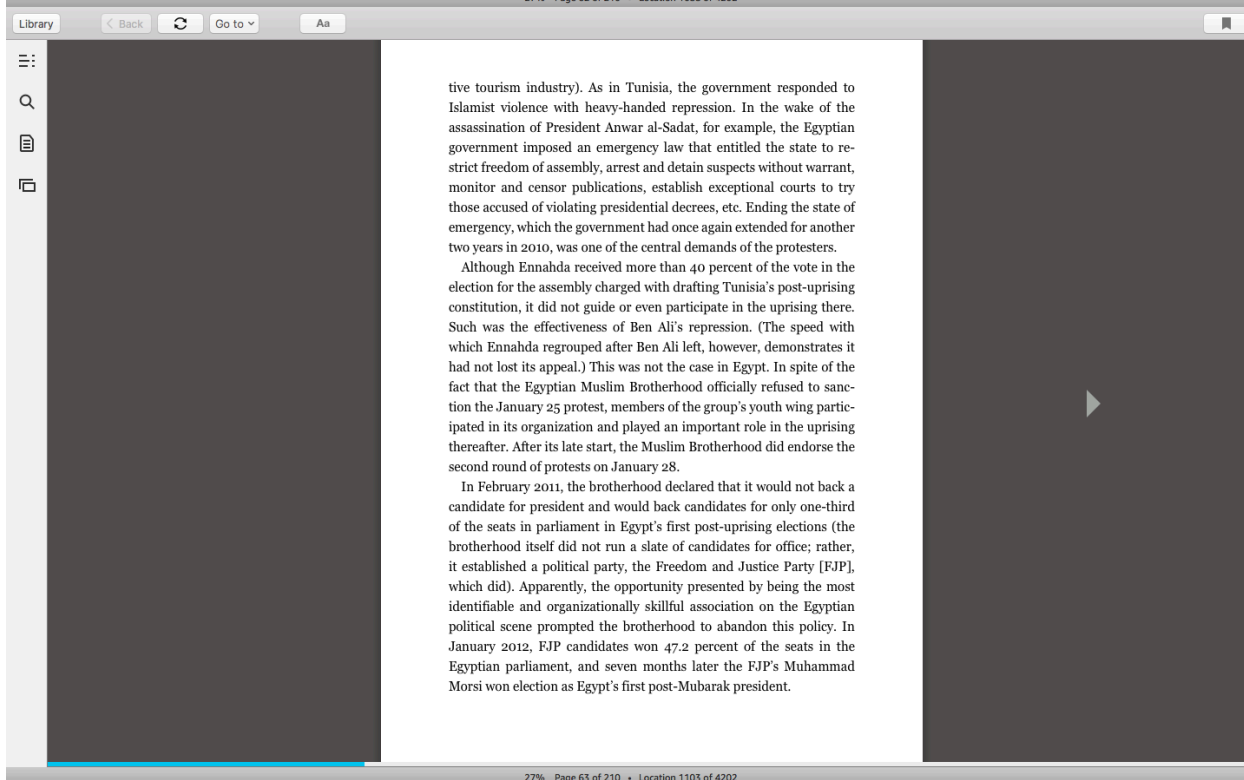 27% Page 62 of 210 • Location 1082 of 4202
Library
Back
Go to
Aa
tive tourism industry). As in Tunisia, the government responded to
Islamist violence with heavy-handed repression. In the wake of the
assassination of President Anwar al-Sadat, for example, the Egyptian
government imposed an emergency law that entitled the state to re-
strict freedom of assembly, arrest and detain suspects without warrant,
monitor and censor publications, establish exceptional courts to try
those accused of violating presidential decrees, etc. Ending the state of
emergency, which the government had once again extended for another
two years in 2010, was one of the central demands of the protesters.
Although Ennahda received more than 40 percent of the vote in the
election for the assembly charged with drafting Tunisia's post-uprising
constitution, it did not guide or even participate in the uprising there.
Such was the effectiveness of Ben Ali's repression. (The speed with
which Ennahda regrouped after Ben Ali left, however, demonstrates it
had not lost its appeal.) This was not the case in Egypt. In spite of the
fact that the Egyptian Muslim Brotherhood officially refused to sanc-
tion the January 25 protest, members of the group's youth wing partic-
ipated in its organization and played an important role in the uprising
thereafter. After its late start, the Muslim Brotherhood did endorse the
second round of protests on January 28.
In February 2011, the brotherhood declared that it would not back a
candidate for president and would back candidates for only one-third
of the seats in parliament in Egypt's first post-uprising elections (the
brotherhood itself did not run a slate of candidates for office; rather,
it established a political party, the Freedom and Justice Party [FJP],
which did). Apparently, the opportunity presented by being the most
identifiable and organizationally skillful association on the Egyptian
political scene prompted the brotherhood to abandon this policy. In
January 2012, FJP candidates won 47.2 percent of the seats in the
Egyptian parliament, and seven months later the FJP's Muhammad
Morsi won election as Egypt's first post-Mubarak president.
27% Page 63 of 210 • Location 1103 of 4202